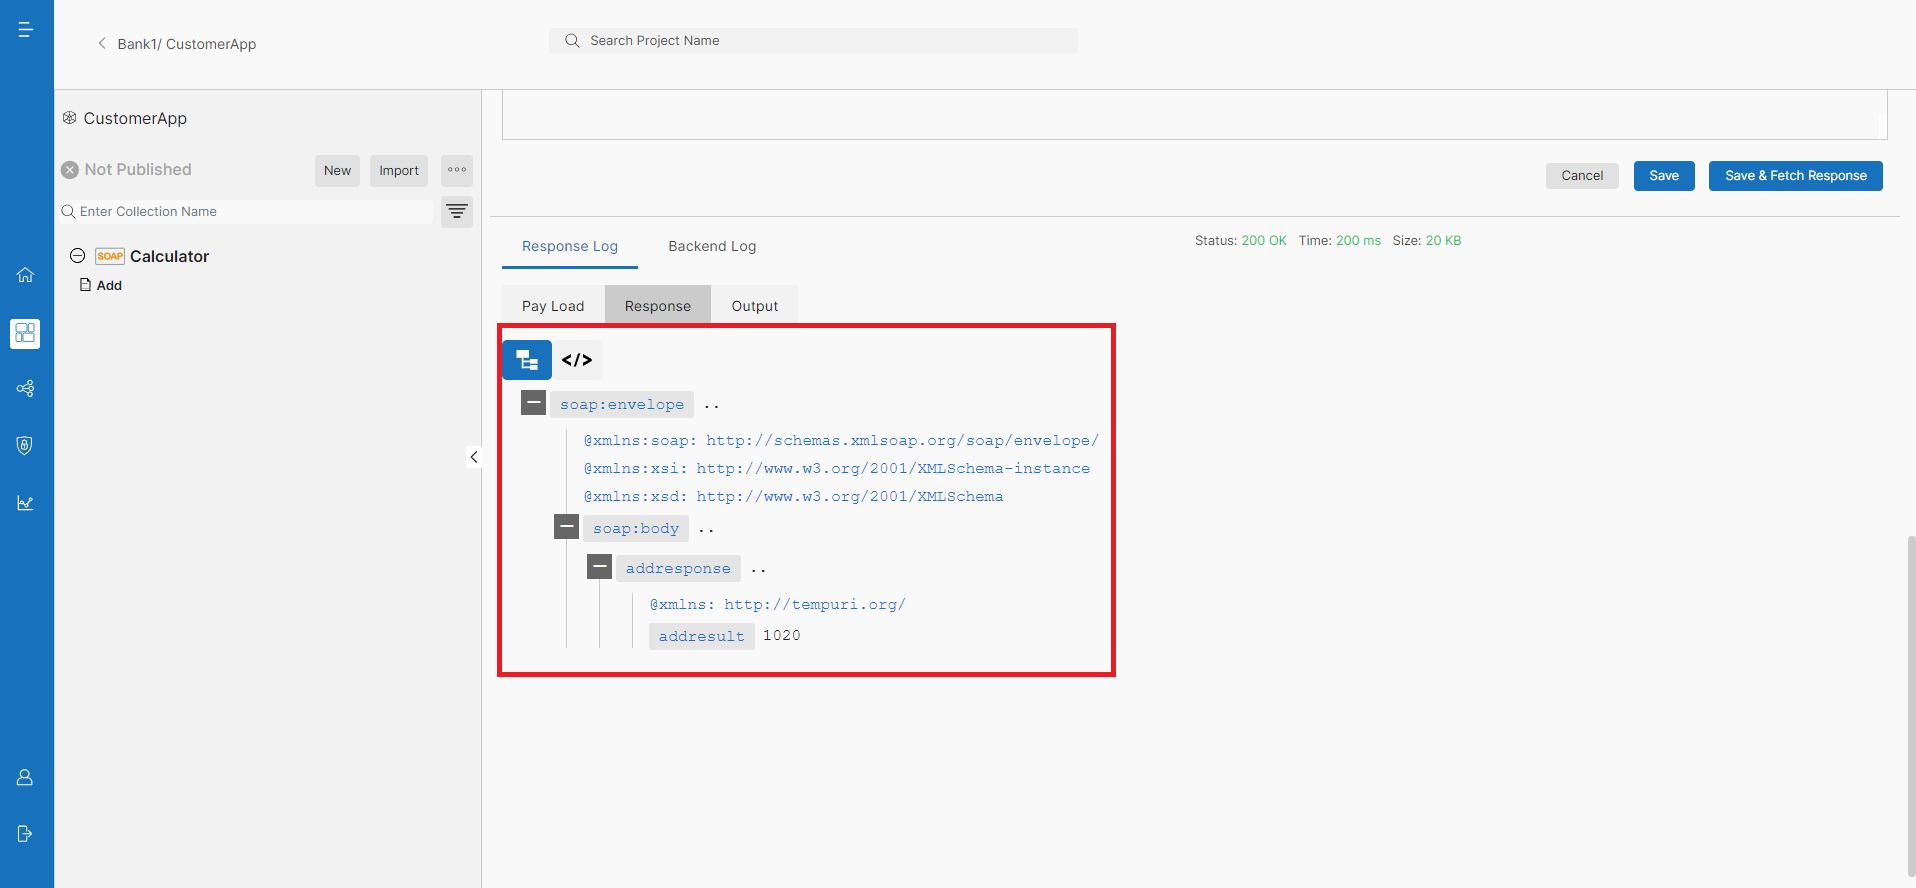 Bank1/ CustomerApp
Search Project Name
CustomerApp
Not Published
New
Import
Enter Collection Name
SOAP Calculator
Add
Cancel
Save
Save & Fetch Response
Response Log
Backend Log
Status: 200 OK Time: 200 ms Size: 20 KB
Pay Load
Response
Output
</>
soap:envelope ..
@xmlns:soap: http://schemas.xmlsoap.org/soap/envelope/
@xmlns:xsi: http://www.w3.org/2001/XMLSchema-instance
@xmlns:xsd: http://www.w3.org/2001/XMLSchema
soap:body ..
addresponse ..
@xmlns: http://tempuri.org/
addresult 1020